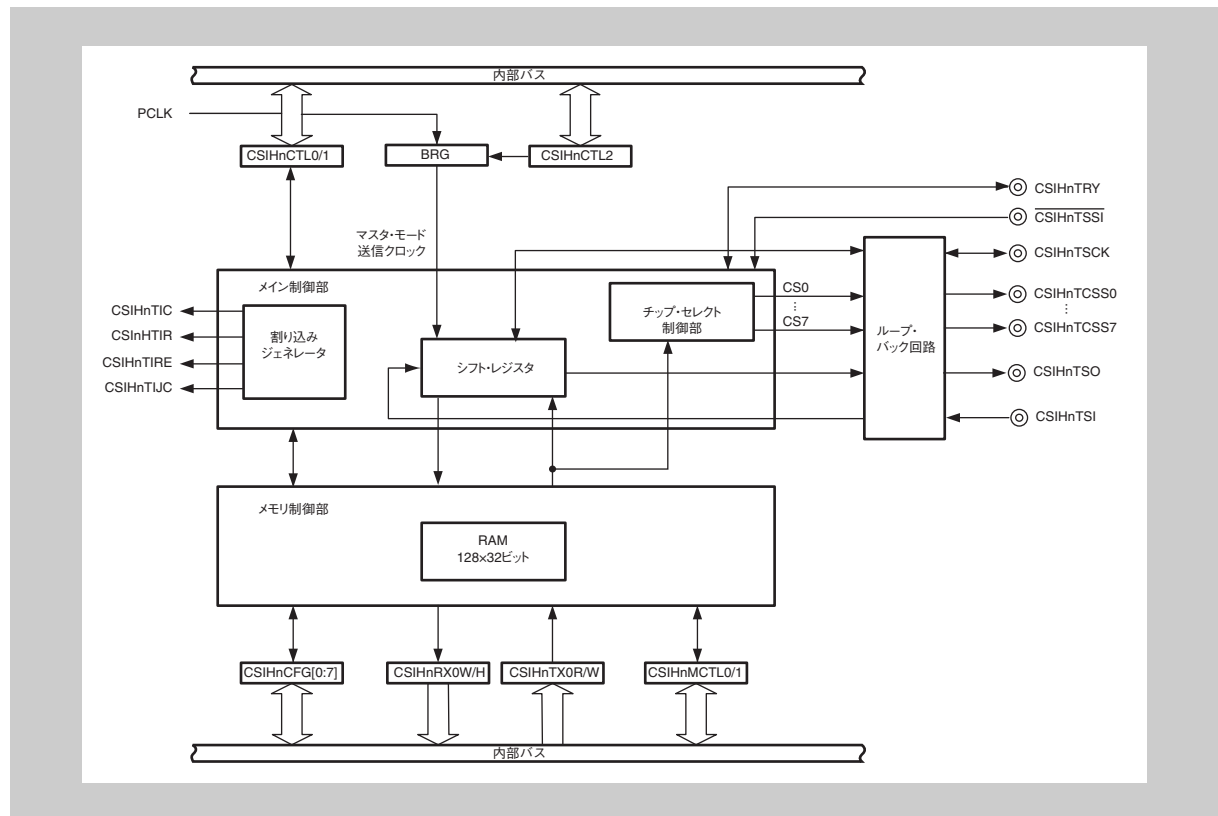 内部バス
PCLK
CSIHnCTL0/1
BRG
CSIHnCTL2
CSIHnTRY
CSIHnTSSI
マスタ・モード
送信クロック
CSIHnTSCK
メイン制御部
CSIHnTIC
CSInHTIR
CSIHnTIRE
CSIHnTIJC
割り込み
ジェネレータ
チップ・セレクト
制御部
CS0
⋮
CS7
シフト・レジスタ
ループ・
バック回路
CSIHnTCSS0
⋮
CSIHnTCSS7
CSIHnTSO
CSIHnTSI
メモリ制御部
RAM
128×32ビット
CSIHnCFG[0:7]
CSIHnRX0W/H
CSIHnTX0R/W
CSIHnMCTL0/1
内部バス